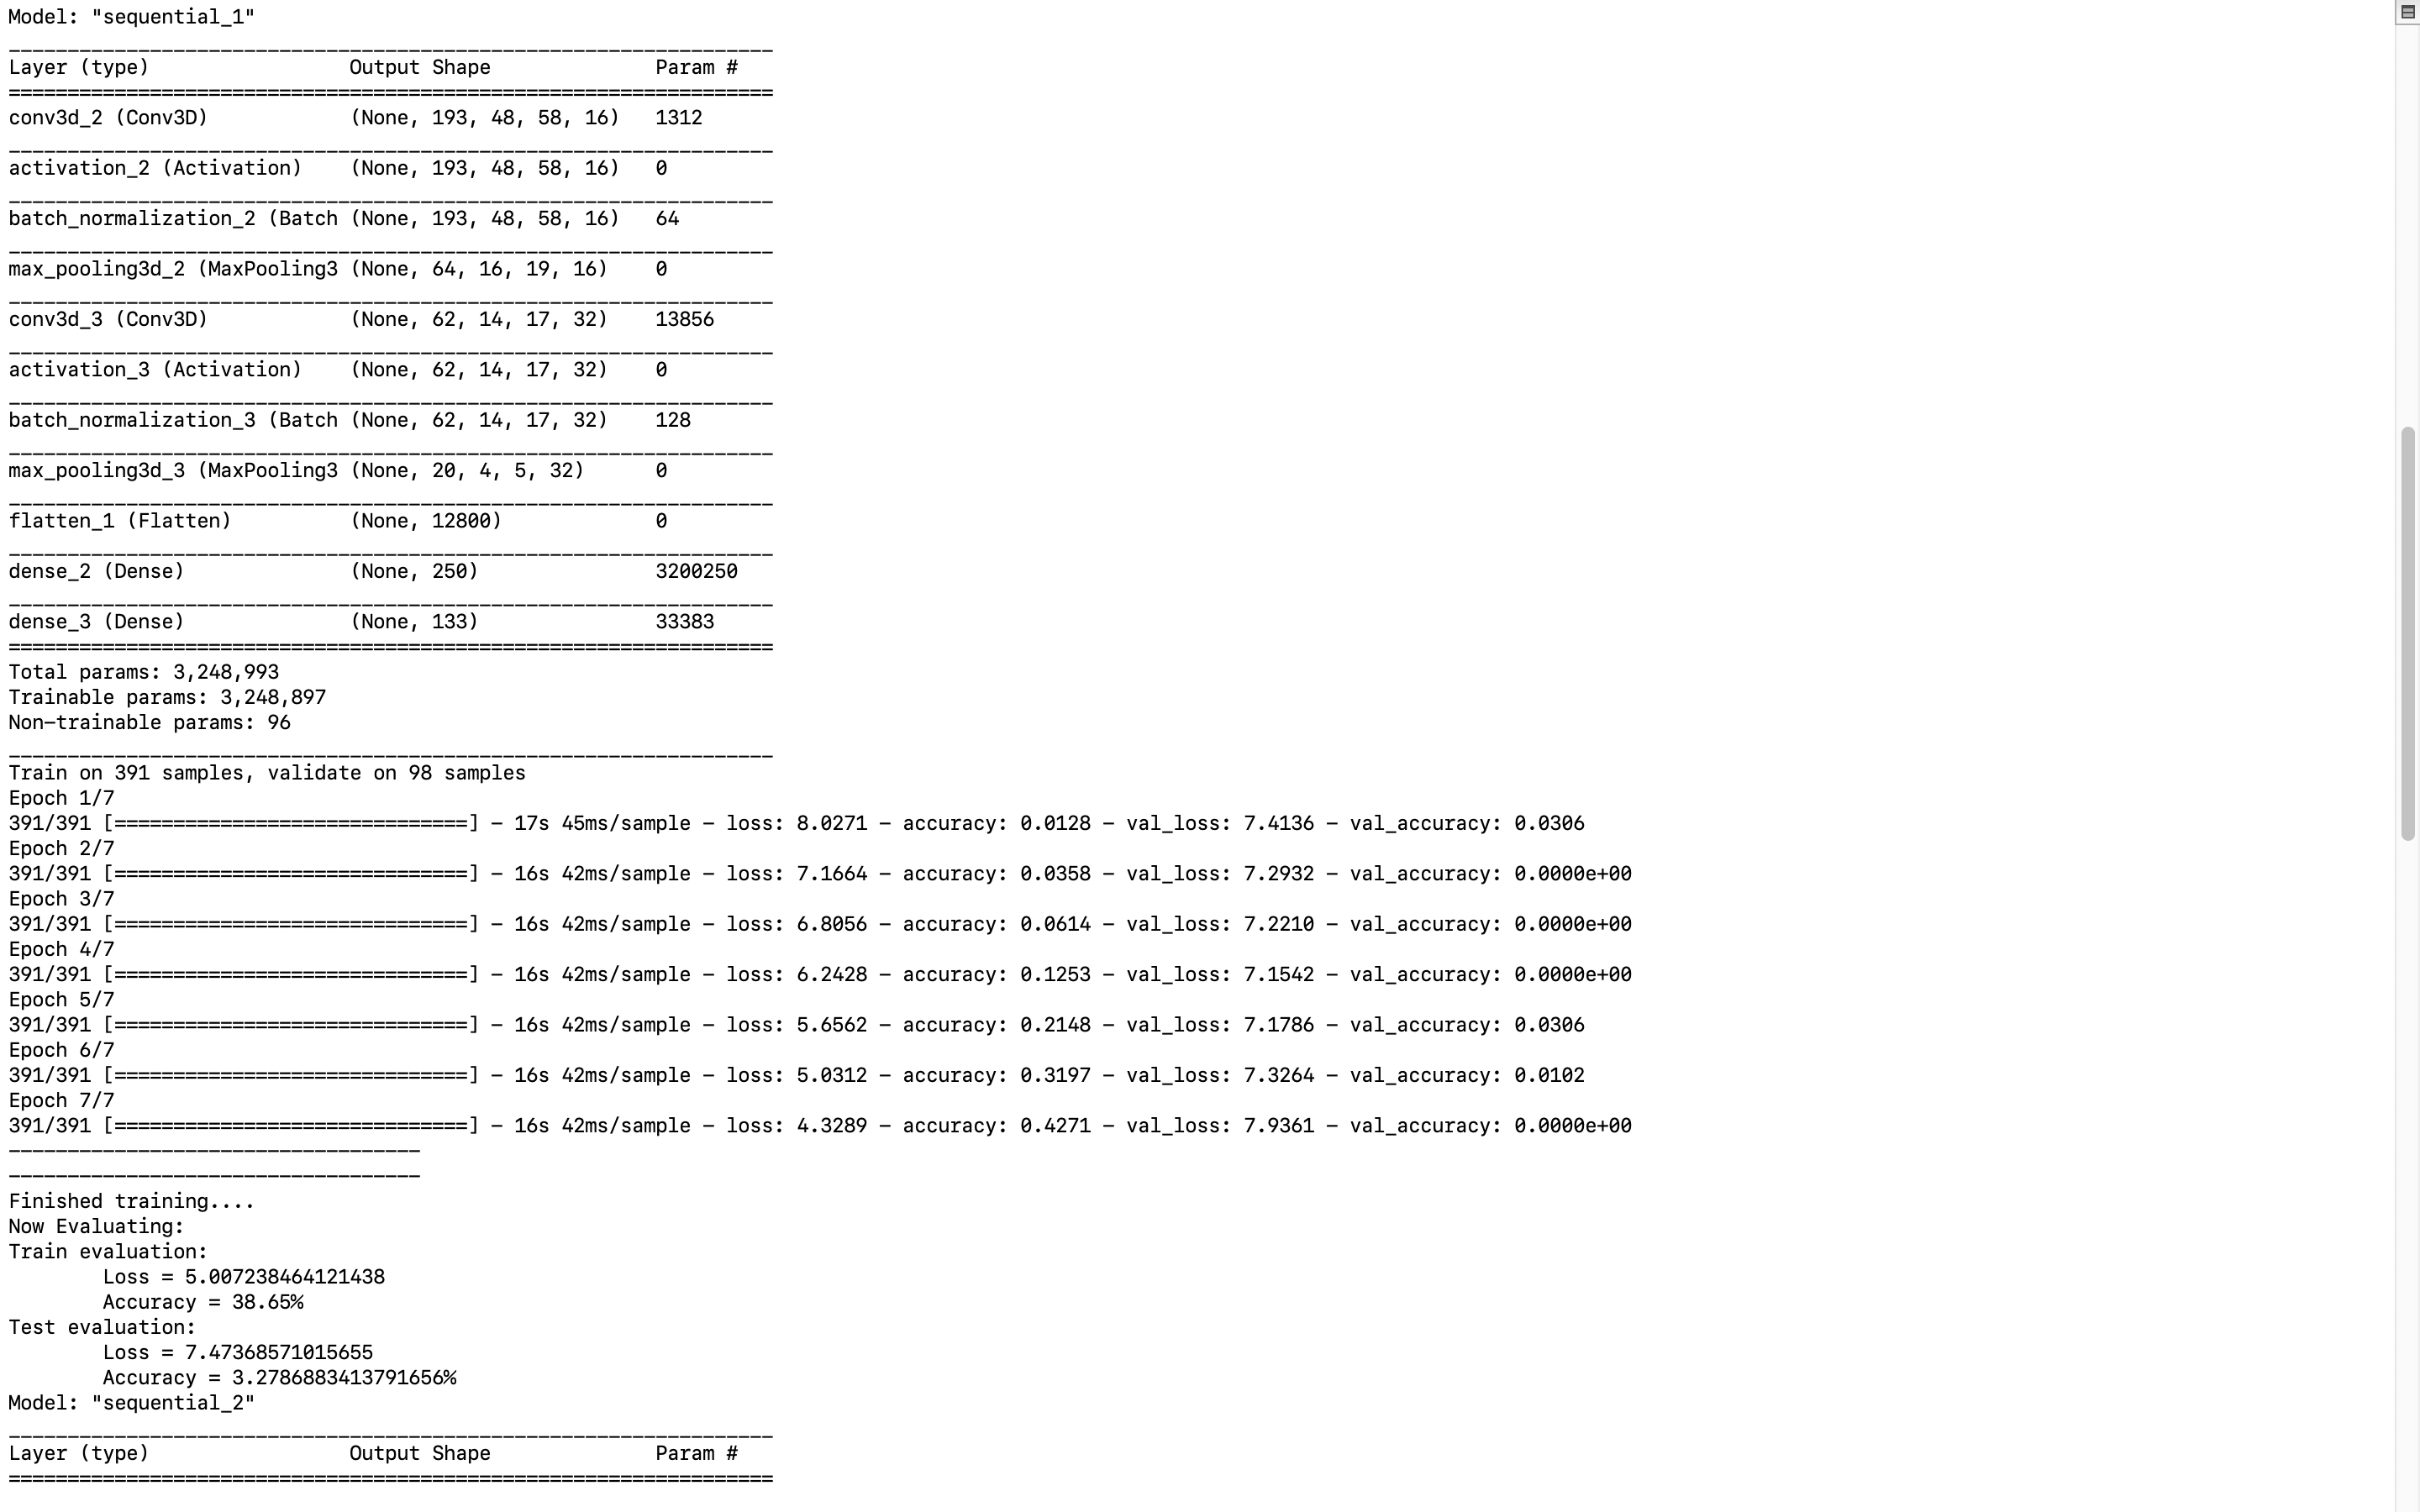 Model: "sequential_1"
_________________________________________________________________
Layer (type)                 Output Shape              Param #
=================================================================
conv3d_2 (Conv3D)            (None, 193, 48, 58, 16)   1312
_________________________________________________________________
activation_2 (Activation)    (None, 193, 48, 58, 16)   0
_________________________________________________________________
batch_normalization_2 (Batch (None, 193, 48, 58, 16)   64
_________________________________________________________________
max_pooling3d_2 (MaxPooling3 (None, 64, 16, 19, 16)    0
_________________________________________________________________
conv3d_3 (Conv3D)            (None, 62, 14, 17, 32)    13856
_________________________________________________________________
activation_3 (Activation)    (None, 62, 14, 17, 32)    0
_________________________________________________________________
batch_normalization_3 (Batch (None, 62, 14, 17, 32)    128
_________________________________________________________________
max_pooling3d_3 (MaxPooling3 (None, 20, 4, 5, 32)      0
_________________________________________________________________
flatten_1 (Flatten)          (None, 12800)             0
_________________________________________________________________
dense_2 (Dense)              (None, 250)               3200250
_________________________________________________________________
dense_3 (Dense)              (None, 133)               33383
=================================================================
Total params: 3,248,993
Trainable params: 3,248,897
Non-trainable params: 96
_________________________________________________________________
Train on 391 samples, validate on 98 samples
Epoch 1/7
391/391 [==============================] - 17s 45ms/sample - loss: 8.0271 - accuracy: 0.0128 - val_loss: 7.4136 - val_accuracy: 0.0306
Epoch 2/7
391/391 [==============================] - 16s 42ms/sample - loss: 7.1664 - accuracy: 0.0358 - val_loss: 7.2932 - val_accuracy: 0.0000e+00
Epoch 3/7
391/391 [==============================] - 16s 42ms/sample - loss: 6.8056 - accuracy: 0.0614 - val_loss: 7.2210 - val_accuracy: 0.0000e+00
Epoch 4/7
391/391 [==============================] - 16s 42ms/sample - loss: 6.2428 - accuracy: 0.1253 - val_loss: 7.1542 - val_accuracy: 0.0000e+00
Epoch 5/7
391/391 [==============================] - 16s 42ms/sample - loss: 5.6562 - accuracy: 0.2148 - val_loss: 7.1786 - val_accuracy: 0.0306
Epoch 6/7
391/391 [==============================] - 16s 42ms/sample - loss: 5.0312 - accuracy: 0.3197 - val_loss: 7.3264 - val_accuracy: 0.0102
Epoch 7/7
391/391 [==============================] - 16s 42ms/sample - loss: 4.3289 - accuracy: 0.4271 - val_loss: 7.9361 - val_accuracy: 0.0000e+00
-----------------------------------
-----------------------------------
Finished training....
Now Evaluating:
Train evaluation:
        Loss = 5.007238464121438
        Accuracy = 38.65%
Test evaluation:
        Loss = 7.47368571015655
        Accuracy = 3.2786883413791656%
Model: "sequential_2"
_________________________________________________________________
Layer (type)                 Output Shape              Param #
=================================================================